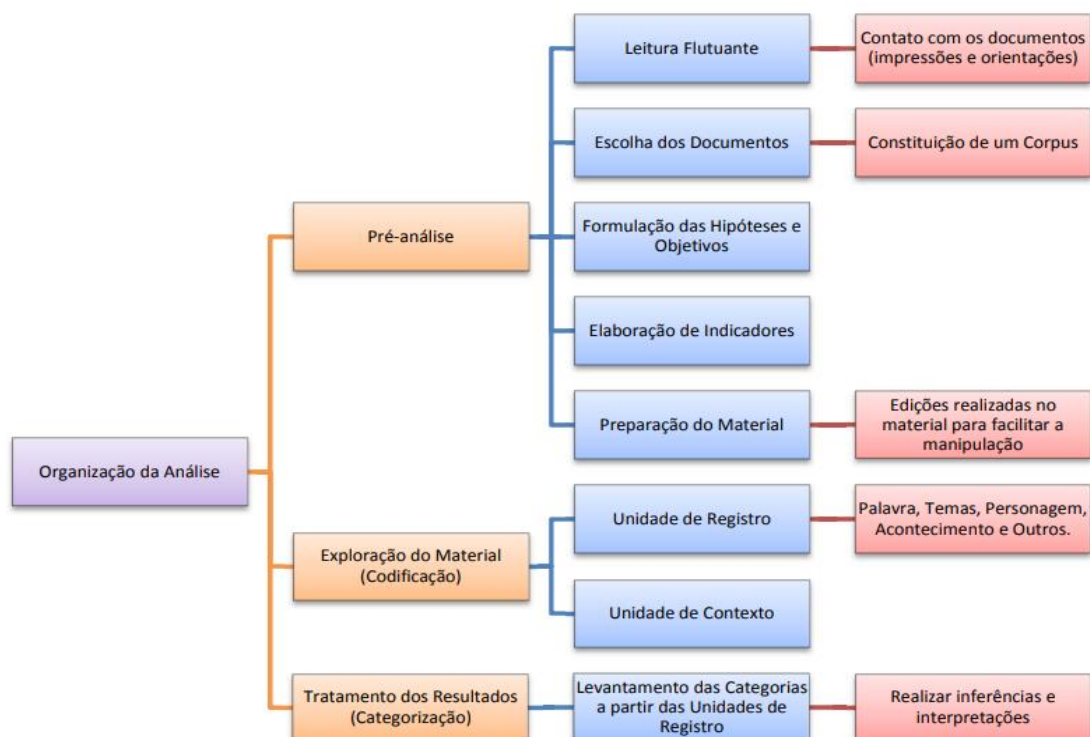 Leitura Flutuante
Contato com os documentos
(impressões e orientações)
Escolha dos Documentos
Constituição de um Corpus
Pré-análise
Formulação das Hipóteses e
Objetivos
Elaboração de Indicadores
Preparação do Material
Edições realizadas no
material para facilitar a
manipulação
Organização da Análise
Exploração do Material
(Codificação)
Unidade de Registro
Palavra, Temas, Personagem,
Acontecimento e Outros.
Unidade de Contexto
Tratamento dos Resultados
(Categorização)
Levantamento das Categorias
a partir das Unidades de
Registro
Realizar inferências e
interpretações